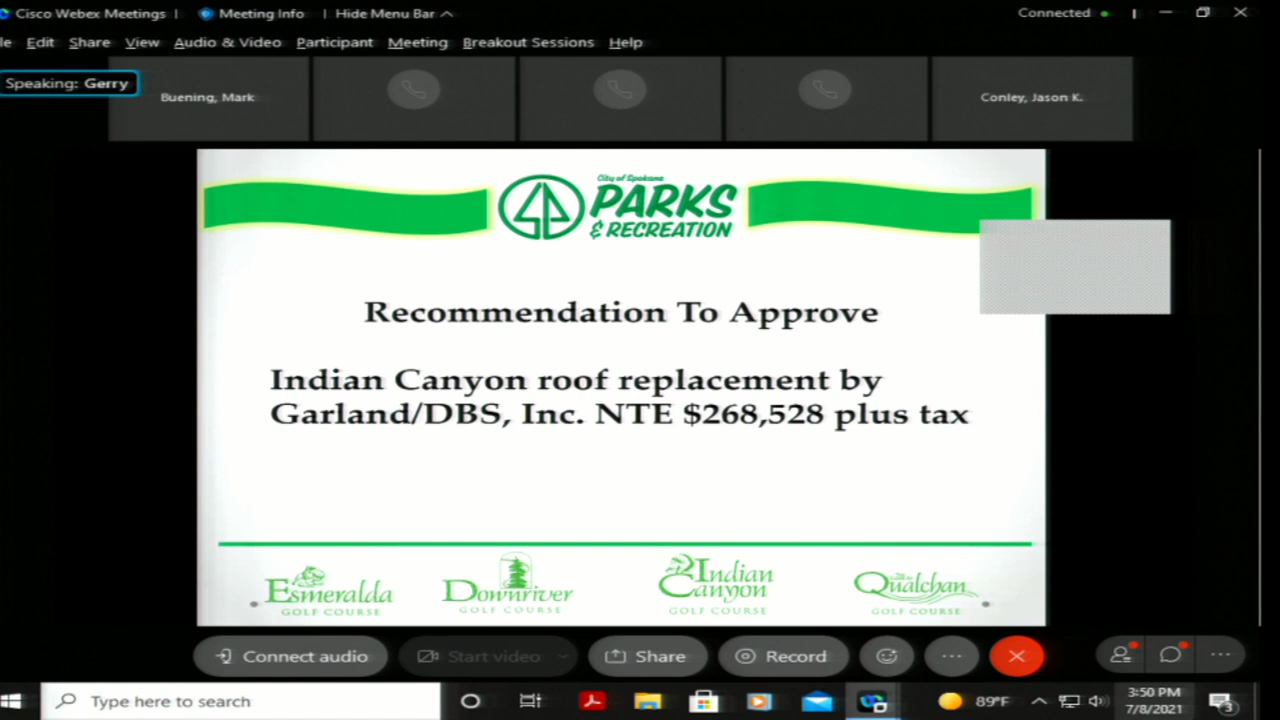 Cisco Webex Meetings | Meeting Info | Hide Menu Bar Connected
le Edit Share View Audio & Video Participant Meeting Breakout Sessions Help
Speaking: Gerry
Buening, Mark
Conley, Jason K.
City of Spokane
PARKS
& RECREATION
Recommendation To Approve
Indian Canyon roof replacement by
Garland/DBS, Inc. NTE $268,528 plus tax
Esmeralda
GOLF COURSE
Downriver
GOLF COURSE
Indian
Canyon
GOLF COURSE
Qualchan
GOLF COURSE
Connect audio
Start video
Share
Record
Type here to search
89°F
3:50 PM
7/8/2021
3